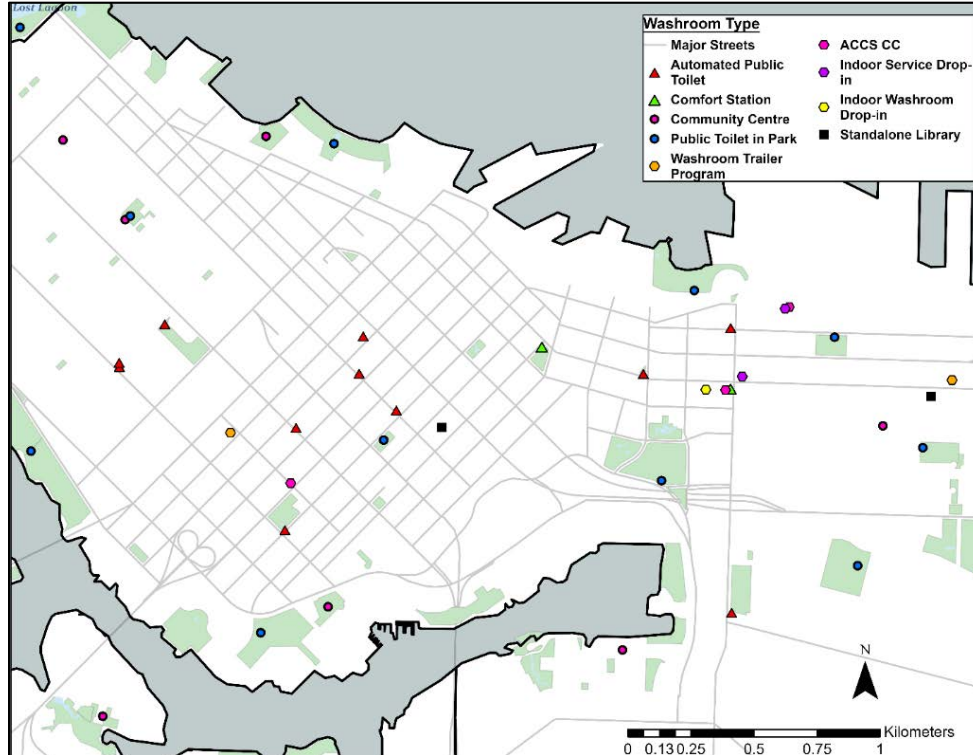 Lost Lagoon
Washroom Type
Major Streets
Automated Public
Toilet
Comfort Station
Community Centre
Public Toilet in Park
Washroom Trailer
Program
ACCS CC
Indoor Service Drop-
in
Indoor Washroom
Drop-in
Standalone Library
N
Kilometers
0 0.13 0.25 0.5 0.75 1